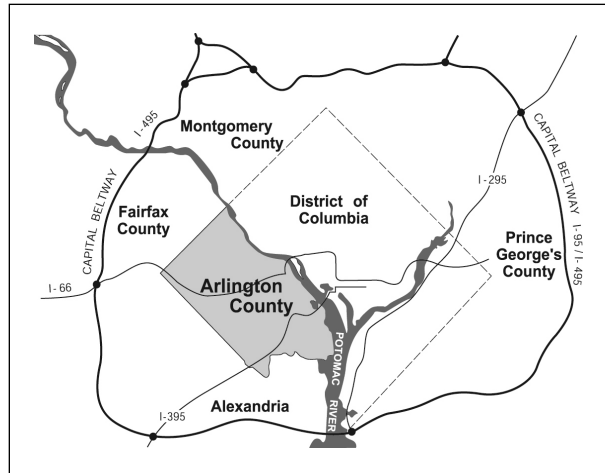 I-495
Montgomery
County
CAPITAL BELTWAY
I-295
CAPITAL BELTWAY I-95 / I-495
District of
Columbia
Fairfax
County
Prince
George's
County
I-66
Arlington
County
POTOMAC
RIVER
Alexandria
I-395